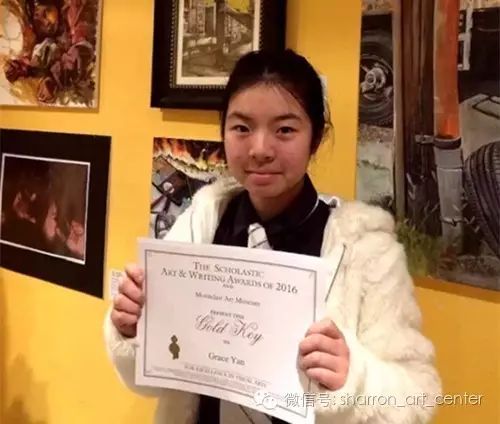 THE SCHOLASTIC
ART & WRITING AWARDS OF 2016
AND
Montclair Art Museum
PRESENT THIS
Gold Key
TO
Grace Yan
FOR EXCELLENCE IN VISUAL ARTS
微信号: sharron_art_center